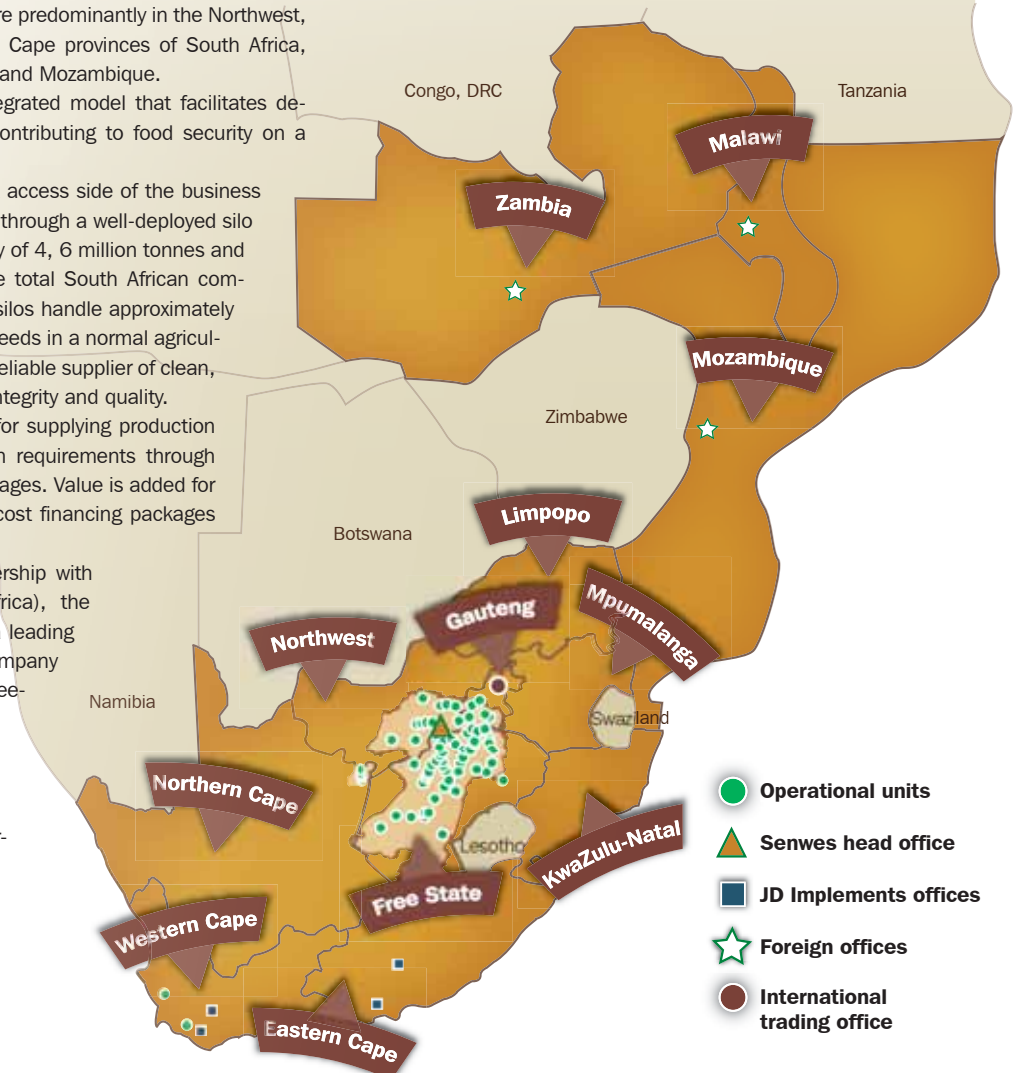 re predominantly in the Northwest,
Cape provinces of South Africa,
and Mozambique.
egrated model that facilitates de-
ontributing to food security on a
access side of the business
through a well-deployed silo
y of 4, 6 million tonnes and
e total South African com-
silos handle approximately
eeds in a normal agricul-
eliable supplier of clean,
ntegrity and quality.
for supplying production
n requirements through
ages. Value is added for
cost financing packages
ership with
frica), the
leading
mpany
ee-
r-
Congo, DRC
Tanzania
Malawi
Zambia
Mozambique
Zimbabwe
Limpopo
Botswana
Gauteng
Mpumalanga
Northwest
Namibia
Swaziland
Northern Cape
Lesotho
KwaZulu-Natal
Free State
Western Cape
Eastern Cape
Operational units
Senwes head office
JD Implements offices
Foreign offices
International
trading office